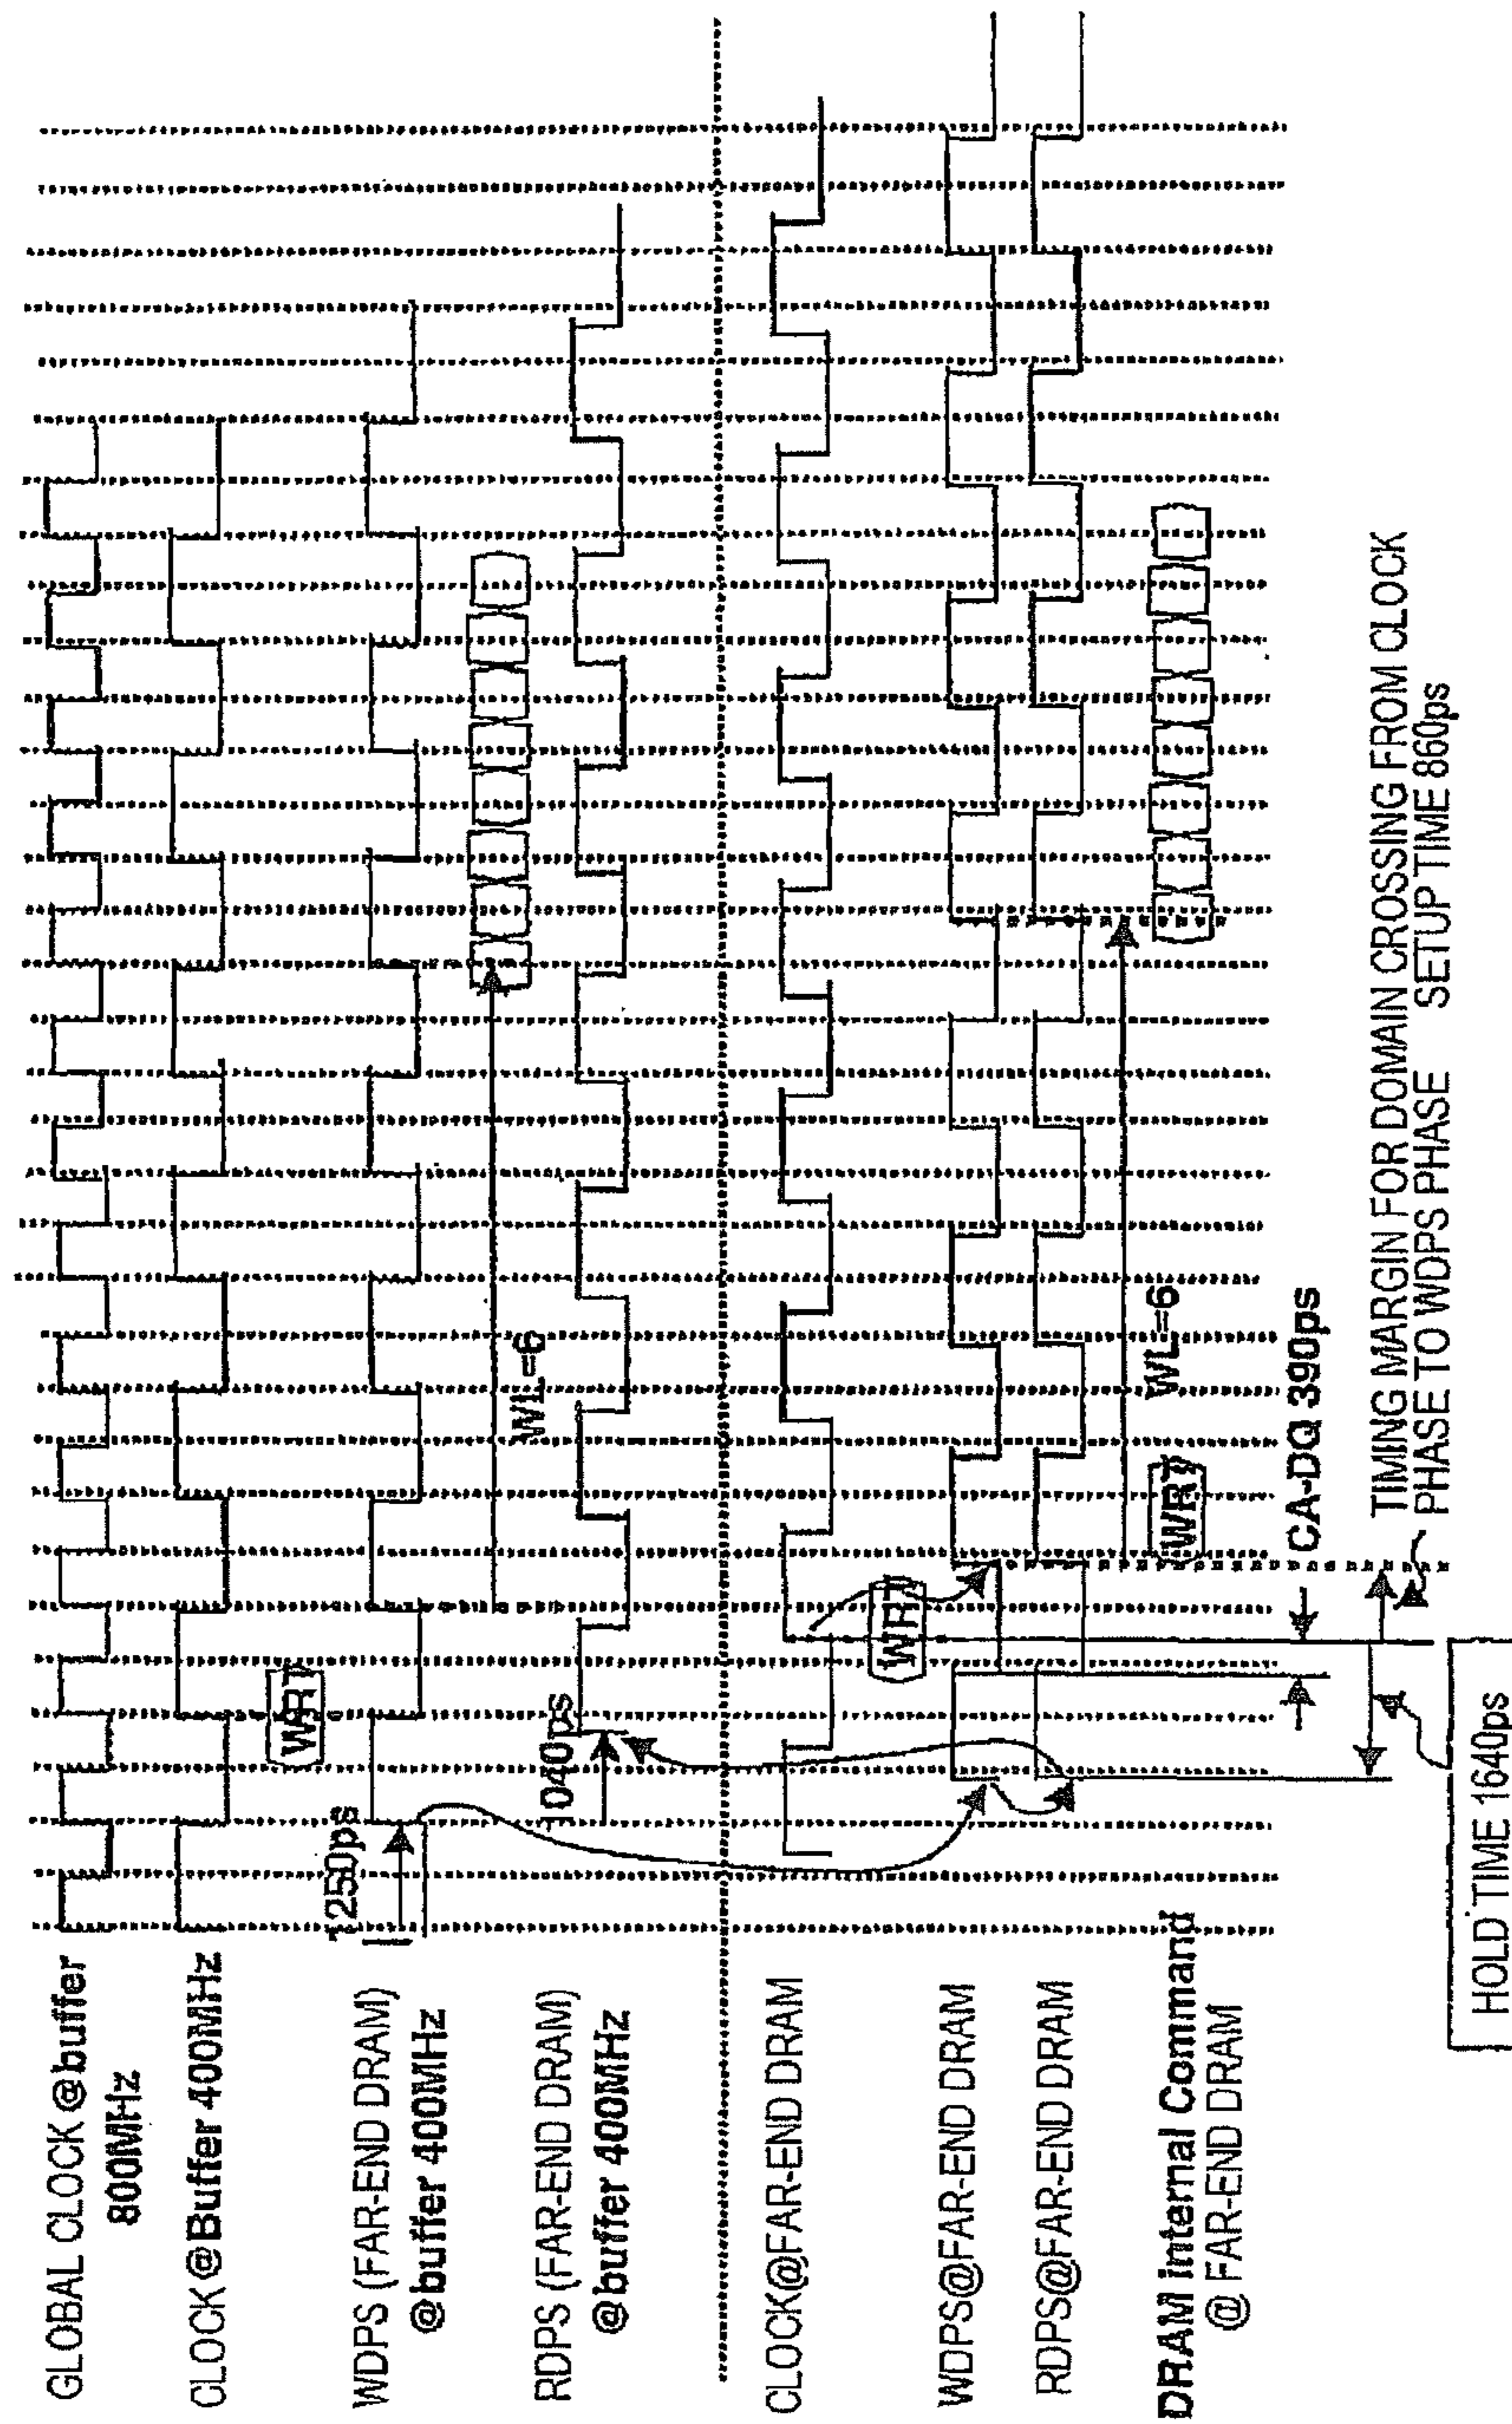 GLOBAL CLOCK @buffer
800MHz
CLOCK@Buffer 400MHz
WRT
1250ps
WDPS (FAR-END DRAM)
@buffer 400MHz
WL=6
1040ps
RDPS (FAR-END DRAM)
@buffer 400MHz
CLOCK@FAR-END DRAM
WRT
WDPS@FAR-END DRAM
RDPS@FAR-END DRAM
WL=6
DRAM internal Command
@ FAR-END DRAM
WRT
CA-DQ 390ps
TIMING MARGIN FOR DOMAIN CROSSING FROM CLOCK
PHASE TO WDPS PHASE SETUP TIME 860ps
HOLD TIME 1640ps